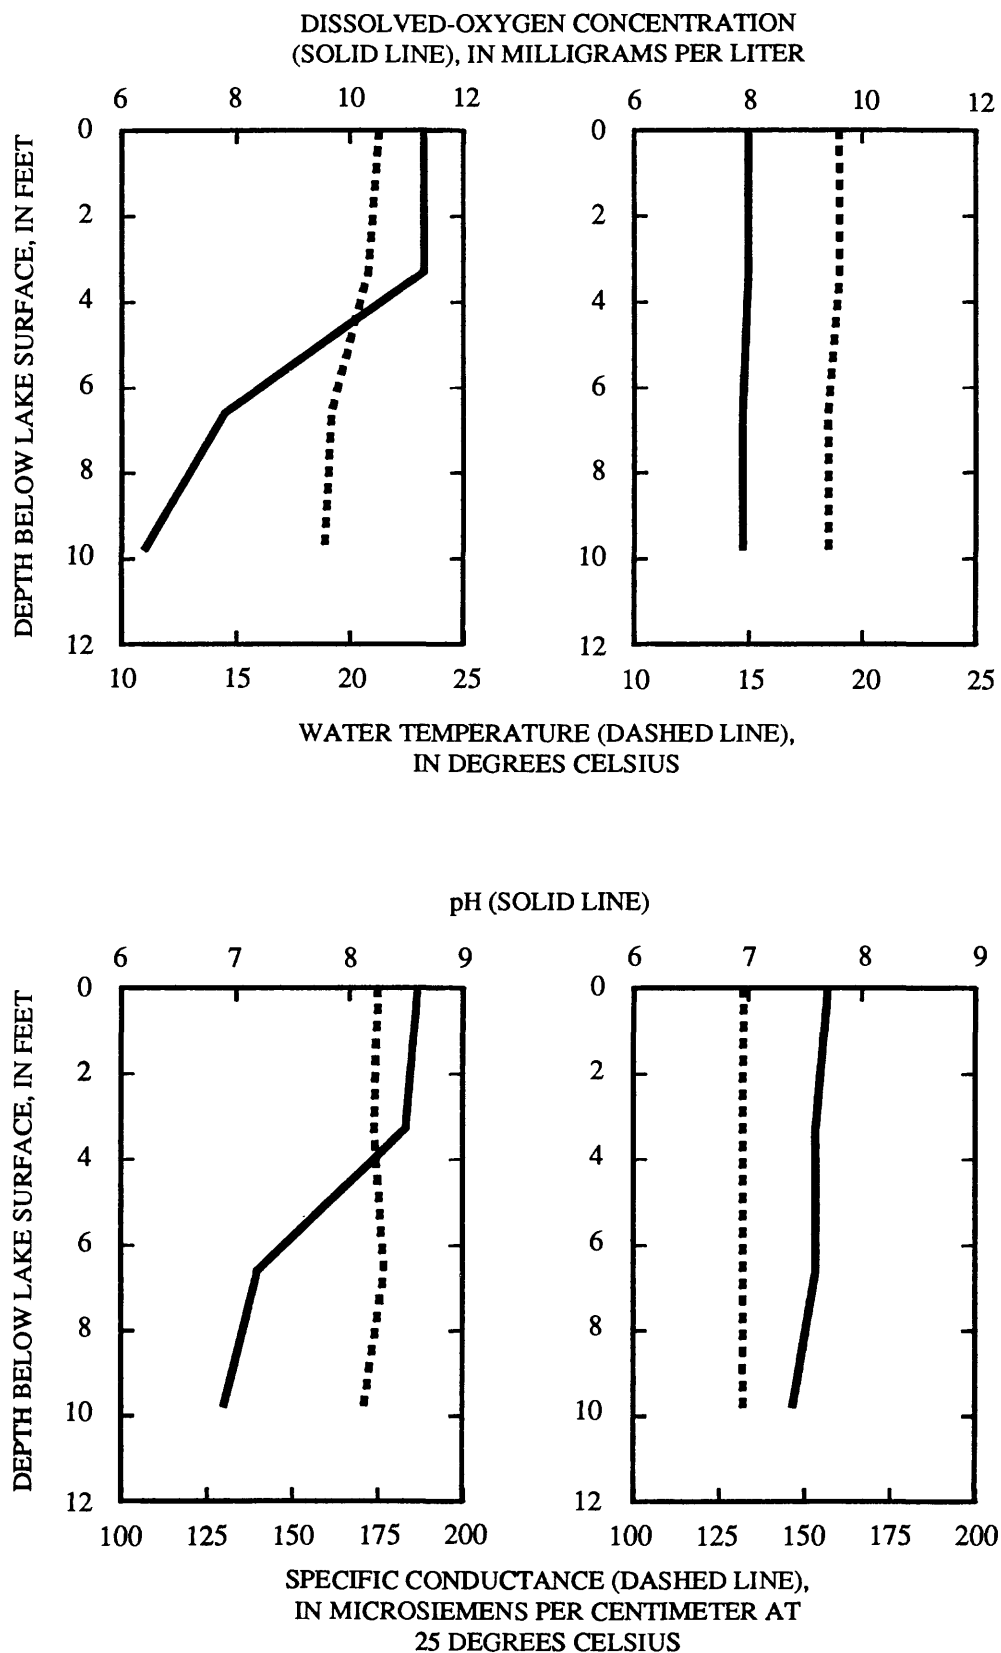 DISSOLVED-OXYGEN CONCENTRATION
(SOLID LINE), IN MILLIGRAMS PER LITER
6 8 10 12 6 8 10 12
DEPTH BELOW LAKE SURFACE, IN FEET
0 0
2 2
4 4
6 6
8 8
10 10
12 12
10 15 20 25 10 15 20 25
WATER TEMPERATURE (DASHED LINE),
IN DEGREES CELSIUS
pH (SOLID LINE)
6 7 8 9 6 7 8 9
DEPTH BELOW LAKE SURFACE, IN FEET
0 0
2 2
4 4
6 6
8 8
10 10
12 12
100 125 150 175 200 100 125 150 175 200
SPECIFIC CONDUCTANCE (DASHED LINE),
IN MICROSIEMENS PER CENTIMETER AT
25 DEGREES CELSIUS